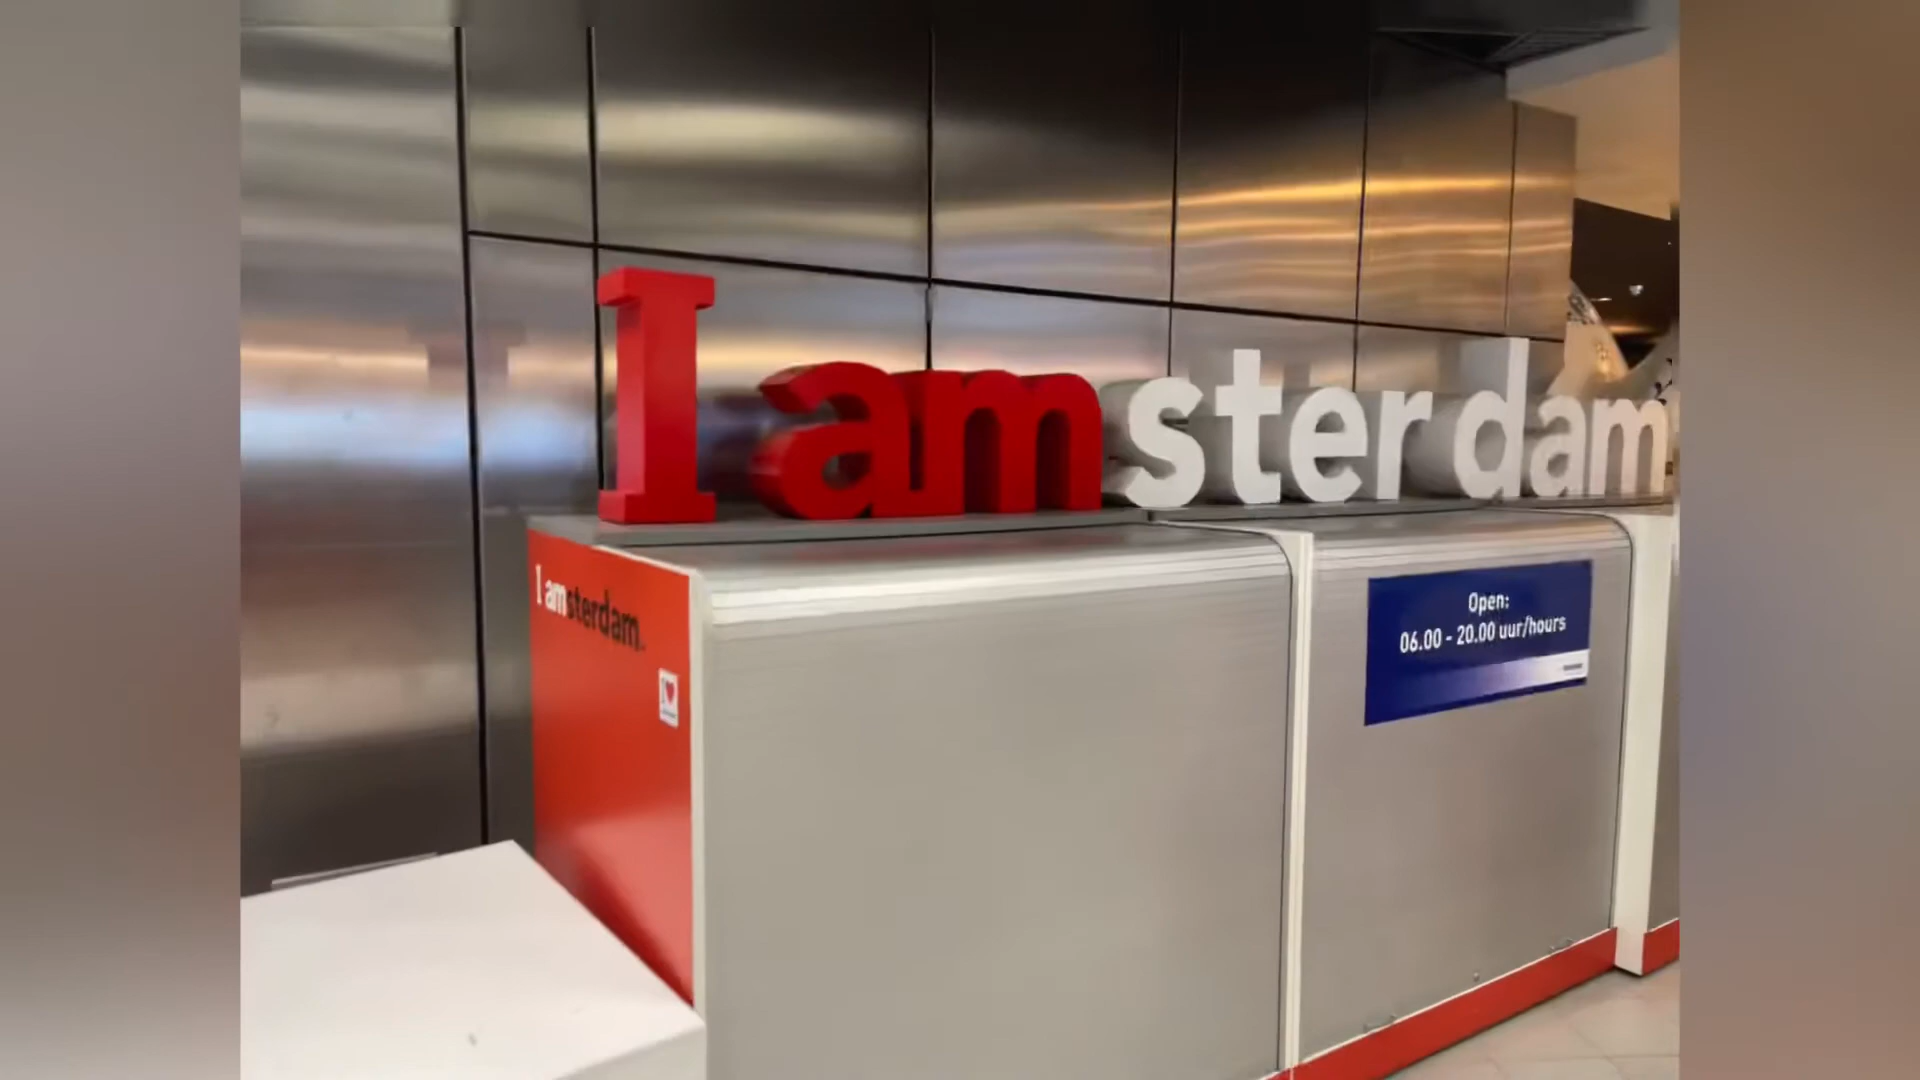 I amsterdam
I amsterdam.
I
Open:
06.00 - 20.00 uur/hours